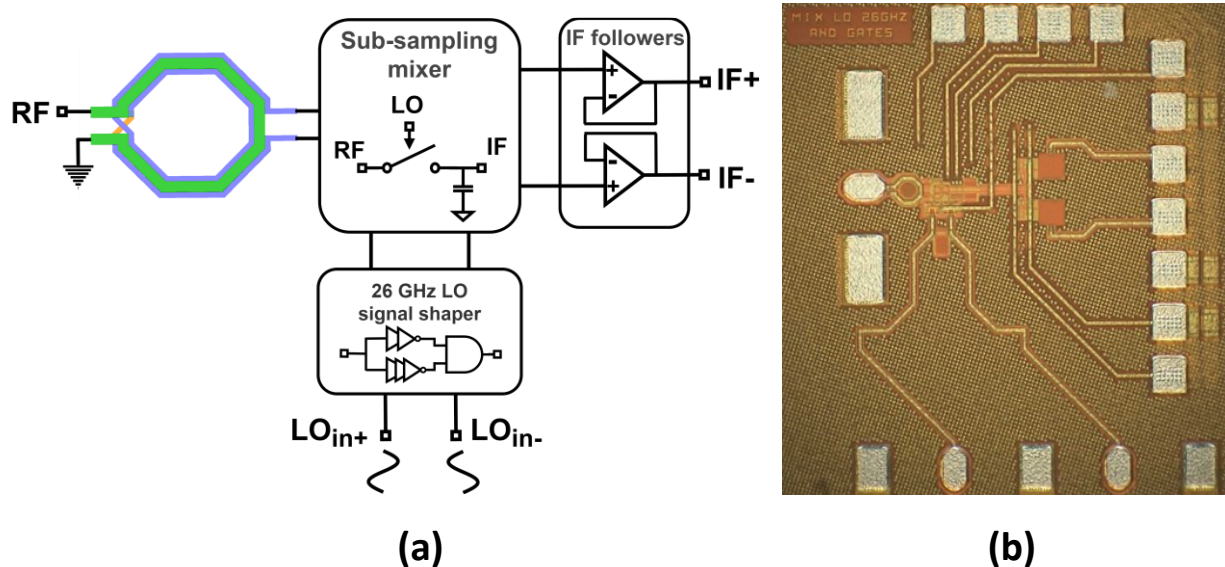 RF
Sub-sampling
mixer
LO
RF
IF
IF followers
+
-
IF+
-
+
IF-
26 GHz LO
signal shaper
LOin+
LOin-
MIX LO 26GHZ
AND GATES
(a)
(b)